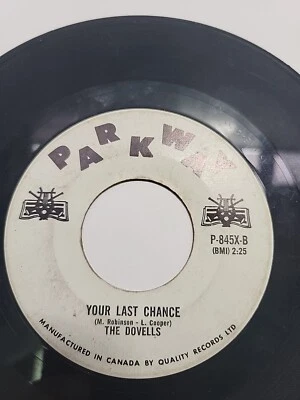 PARKWAY
P-845X-B
(BMI) 2:25
YOUR LAST CHANCE
(M. Robinson - L. Cooper)
THE DOVELLS
MANUFACTURED IN CANADA BY QUALITY RECORDS LTD